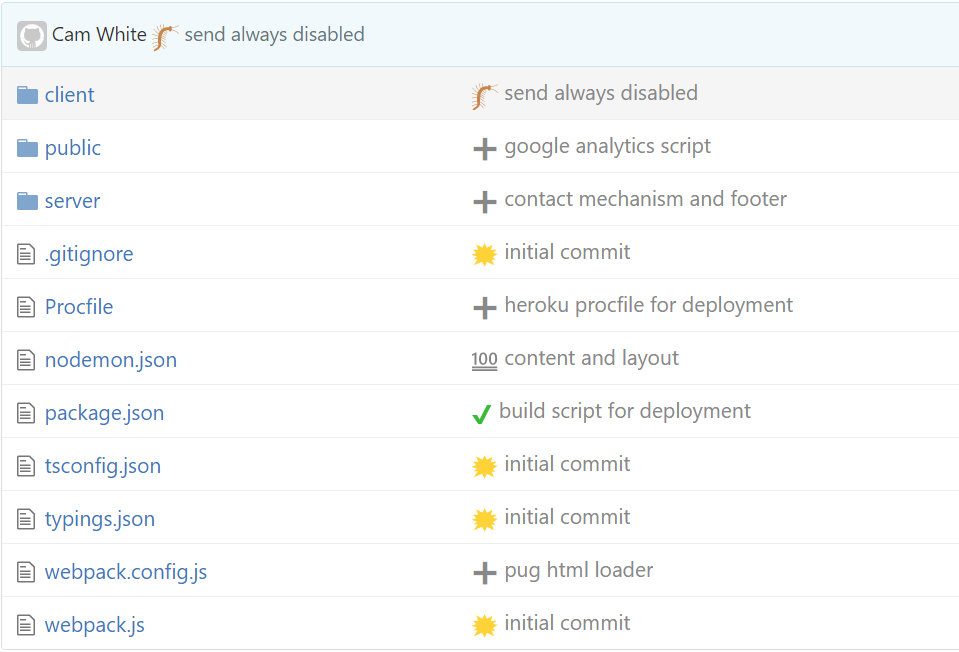 Cam White send always disabled
client send always disabled
public google analytics script
server contact mechanism and footer
.gitignore initial commit
Procfile heroku procfile for deployment
nodemon.json 100 content and layout
package.json build script for deployment
tsconfig.json initial commit
typings.json initial commit
webpack.config.js pug html loader
webpack.js initial commit